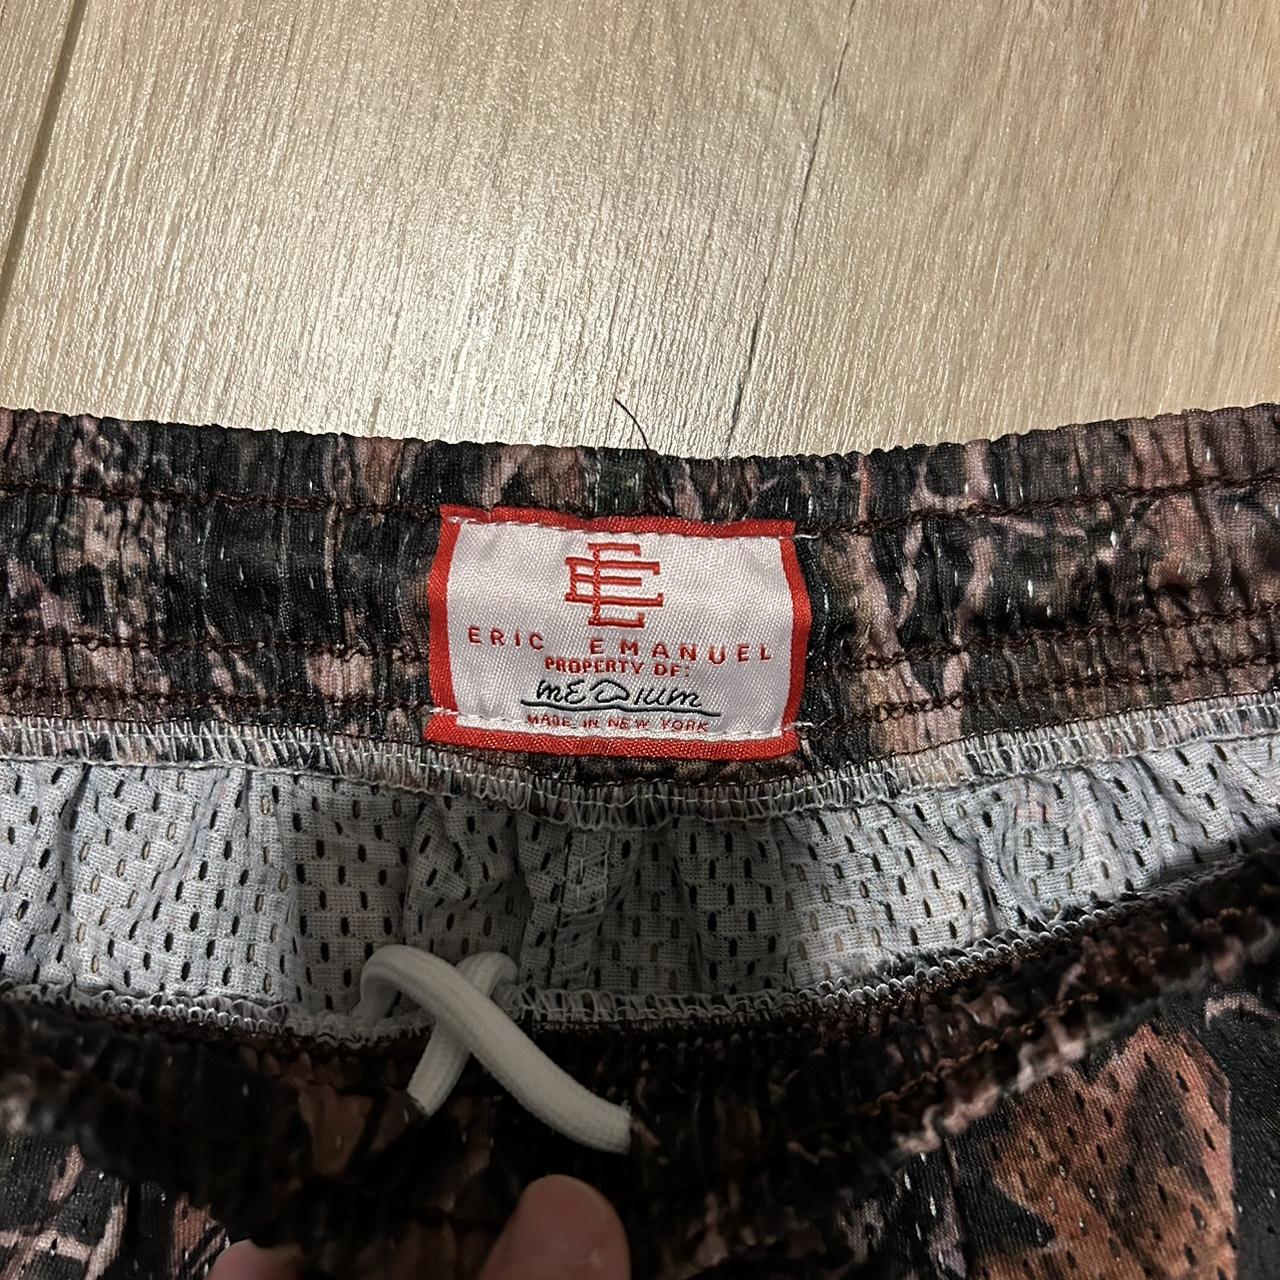 EE
ERIC EMANUEL
PROPERTY OF:
mEDIUM
MADE IN NEW YORK